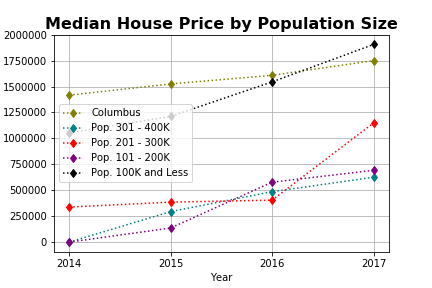 Median House Price by Population Size
2000000
1750000
1500000
1250000
1000000
750000
500000
250000
0
Columbus
Pop. 301 - 400K
Pop. 201 - 300K
Pop. 101 - 200K
Pop. 100K and Less
2014 2015 2016 2017
Year